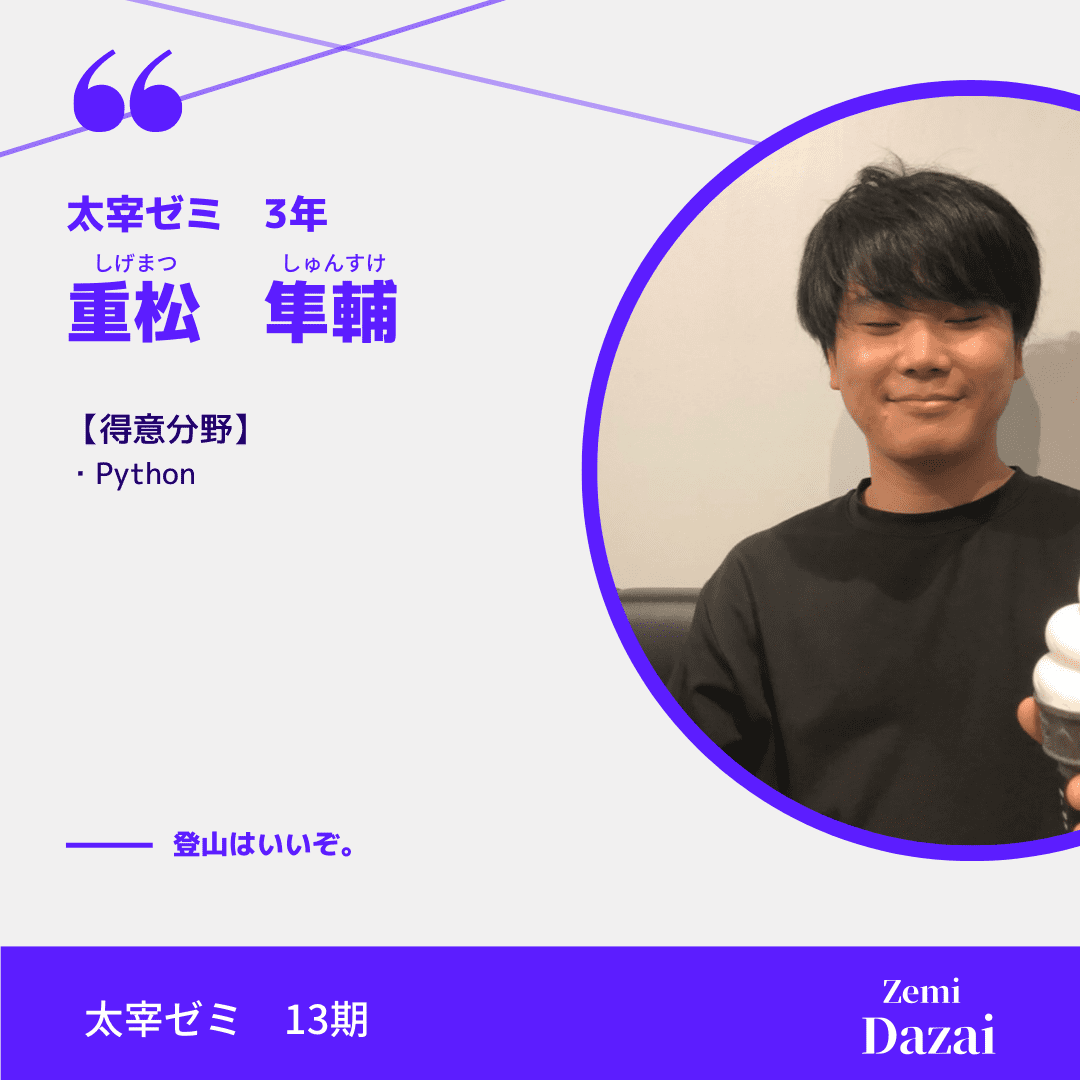 太宰ゼミ　3年
しげまつ　しゅんすけ
重松　隼輔
【得意分野】
・Python
登山はいいぞ。
太宰ゼミ　13期
Zemi
Dazai